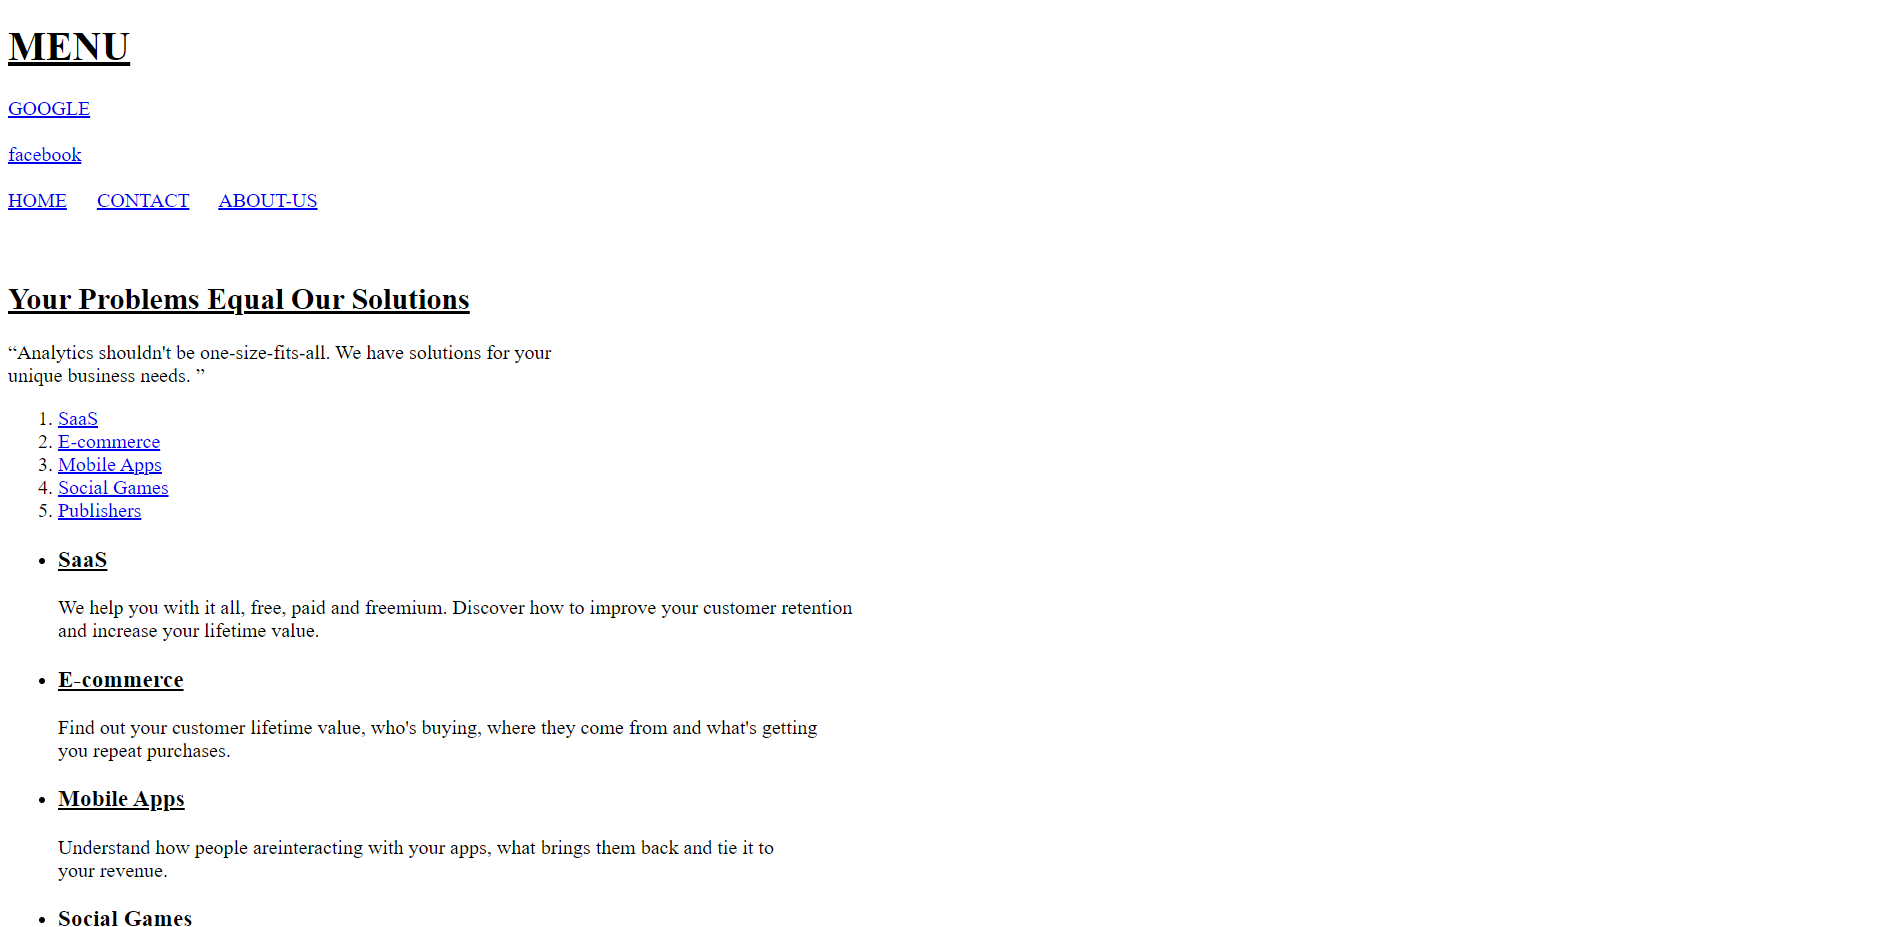 MENU
GOOGLE
facebook
HOME CONTACT ABOUT-US
Your Problems Equal Our Solutions
“Analytics shouldn't be one-size-fits-all. We have solutions for your
unique business needs. ”
1. SaaS
2. E-commerce
3. Mobile Apps
4. Social Games
5. Publishers
• SaaS
We help you with it all, free, paid and freemium. Discover how to improve your customer retention
and increase your lifetime value.
• E-commerce
Find out your customer lifetime value, who's buying, where they come from and what's getting
you repeat purchases.
• Mobile Apps
Understand how people areinteracting with your apps, what brings them back and tie it to
your revenue.
• Social Games